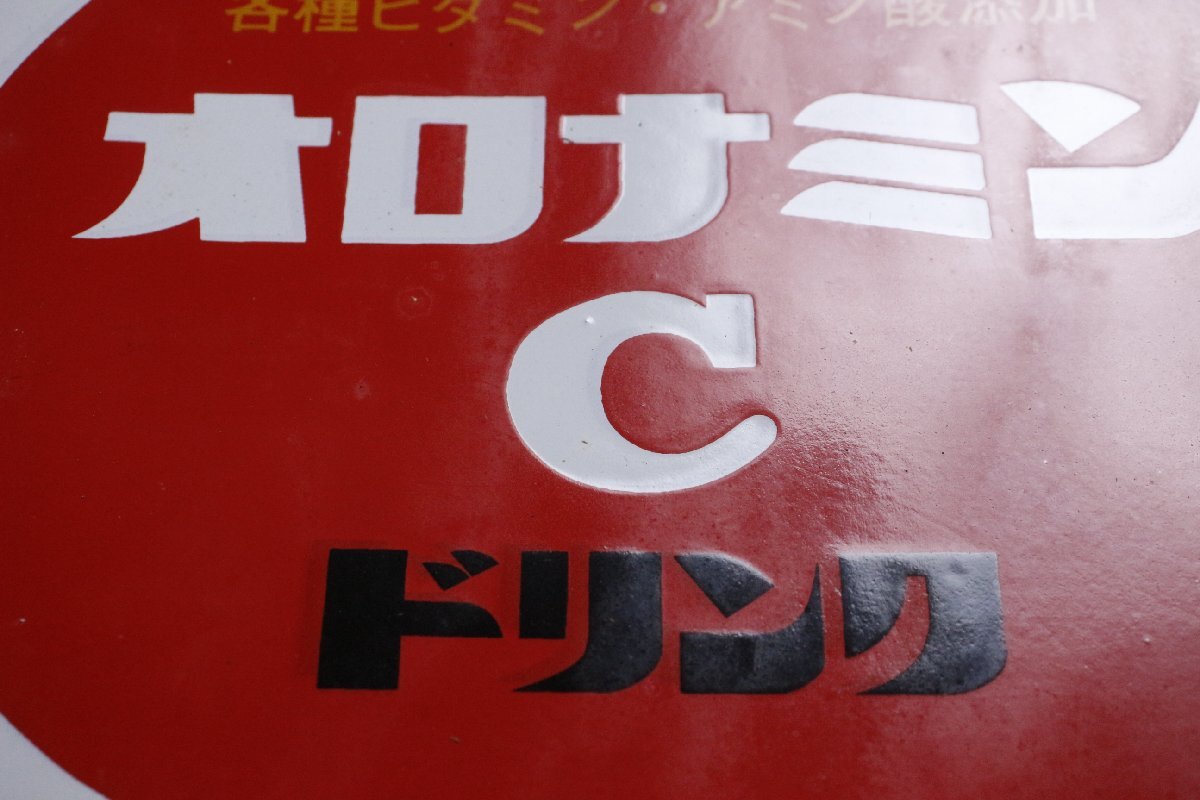 各種ビタミン・アミノ酸添加
オロナミン
C
ドリンク